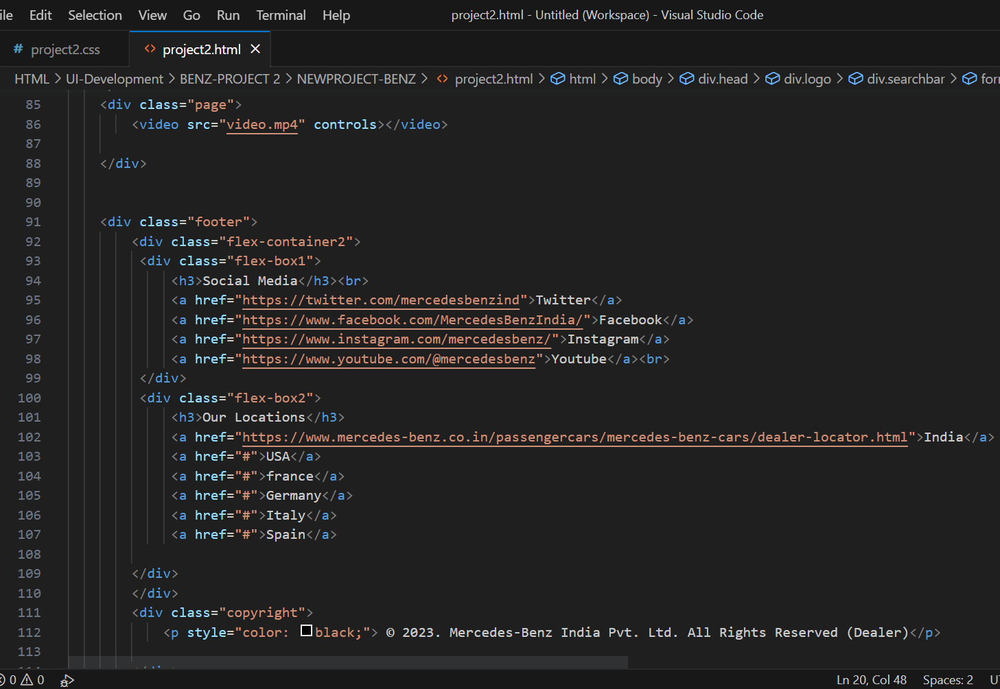 ile Edit Selection View Go Run Terminal Help project2.html - Untitled (Workspace) - Visual Studio Code
# project2.css <> project2.html ×
HTML > UI-Development > BENZ-PROJECT 2 > NEWPROJECT-BENZ > <> project2.html > html > body > div.head > div.logo > div.searchbar > forr
85 <div class="page">
86 <video src="video.mp4" controls></video>
87
88 </div>
89
90
91 <div class="footer">
92 <div class="flex-container2">
93 <div class="flex-box1">
94 <h3>Social Media</h3><br>
95 <a href="https://twitter.com/mercedesbenzind">Twitter</a>
96 <a href="https://www.facebook.com/MercedesBenzIndia/">Facebook</a>
97 <a href="https://www.instagram.com/mercedesbenz/">Instagram</a>
98 <a href="https://www.youtube.com/@mercedesbenz">Youtube</a><br>
99 </div>
100 <div class="flex-box2">
101 <h3>Our Locations</h3>
102 <a href="https://www.mercedes-benz.co.in/passengercars/mercedes-benz-cars/dealer-locator.html">India</a>
103 <a href="#">USA</a>
104 <a href="#">france</a>
105 <a href="#">Germany</a>
106 <a href="#">Italy</a>
107 <a href="#">Spain</a>
108
109 </div>
110 </div>
111 <div class="copyright">
112 <p style="color: black;"> © 2023. Mercedes-Benz India Pvt. Ltd. All Rights Reserved (Dealer)</p>
113
0 0 Ln 20, Col 48 Spaces: 2 U